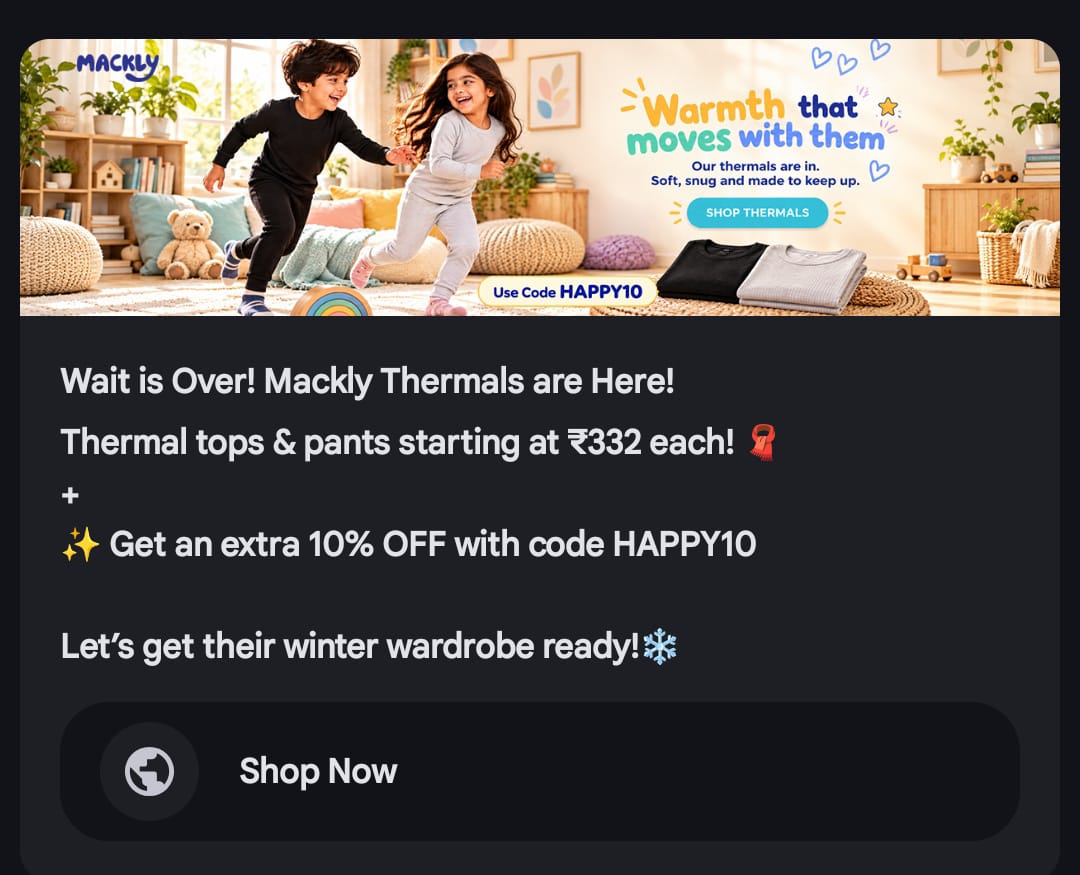 MACKLY
Warmth that
moves with them
Our thermals are in.
Soft, snug and made to keep up.
SHOP THERMALS
Use Code HAPPY10
Wait is Over! Mackly Thermals are Here!
Thermal tops & pants starting at ₹332 each! 🧣
+
✨ Get an extra 10% OFF with code HAPPY10
Let’s get their winter wardrobe ready!❄️
Shop Now